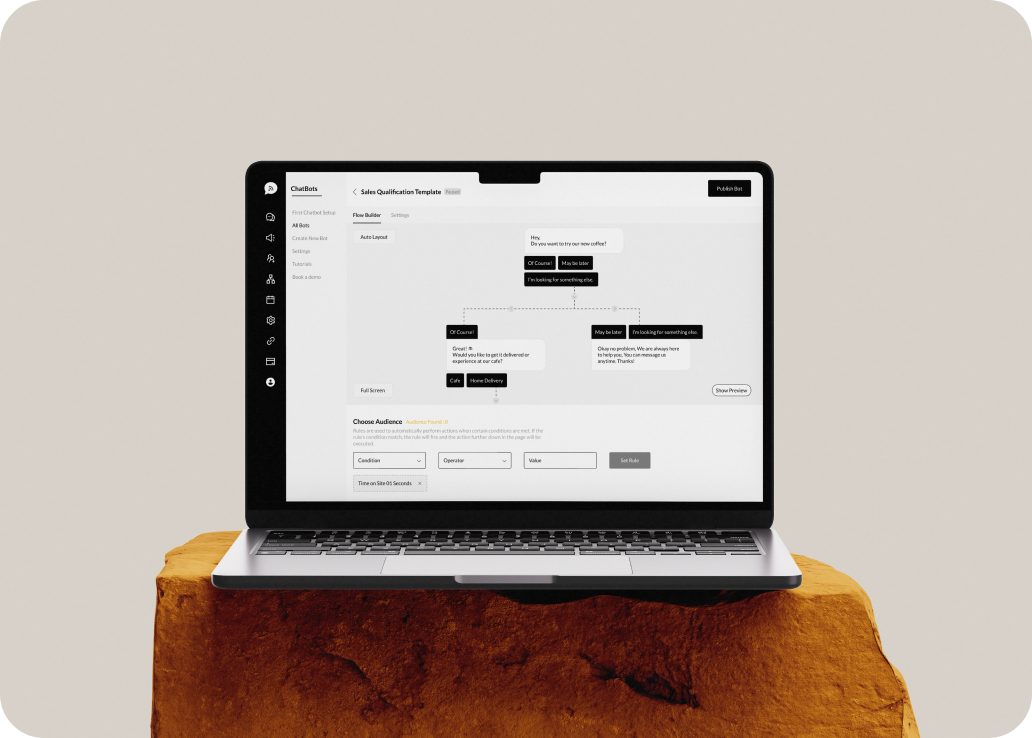 ChatBots
First Chatbot Setup
All Bots
Create New Bot
Settings
Tutorials
Book a demo
Sales Qualification Template Paused
Publish Bot
Flow Builder Settings
Auto Layout
Hey,
Do you want to try our new coffee?
Of Course! May be later
I'm looking for something else.
Of Course!
Great!
Would you like to get it delivered or
experience at our cafe?
Cafe Home Delivery
May be later I'm looking for something else.
Okay no problem, We are always here
to help you, You can message us
anytime. Thanks!
Full Screen
Show Preview
Choose Audience Audience Found : 0
Rules are used to automatically perform actions when certain conditions are met. If the
rule's condition match, the rule will fire and the action further down in the page will be
executed.
Condition Operator Value Set Rule
Time on Site 01 Seconds ×